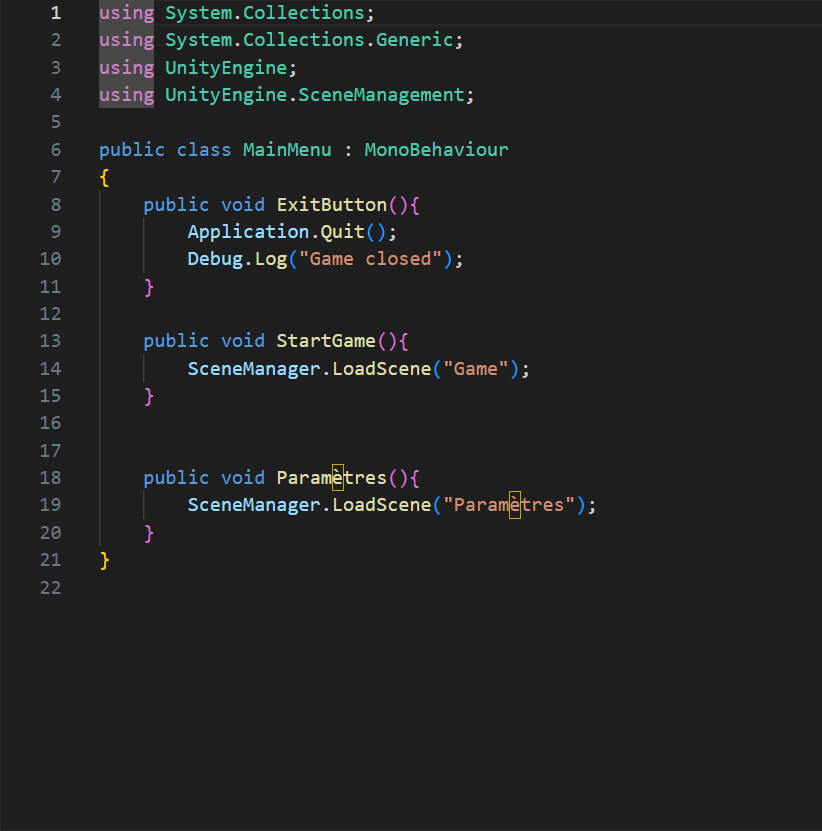 1 using System.Collections;
2 using System.Collections.Generic;
3 using UnityEngine;
4 using UnityEngine.SceneManagement;
5
6 public class MainMenu : MonoBehaviour
7 {
8     public void ExitButton(){
9         Application.Quit();
10         Debug.Log("Game closed");
11     }
12
13     public void StartGame(){
14         SceneManager.LoadScene("Game");
15     }
16
17
18     public void Paramètres(){
19         SceneManager.LoadScene("Paramètres");
20     }
21 }
22